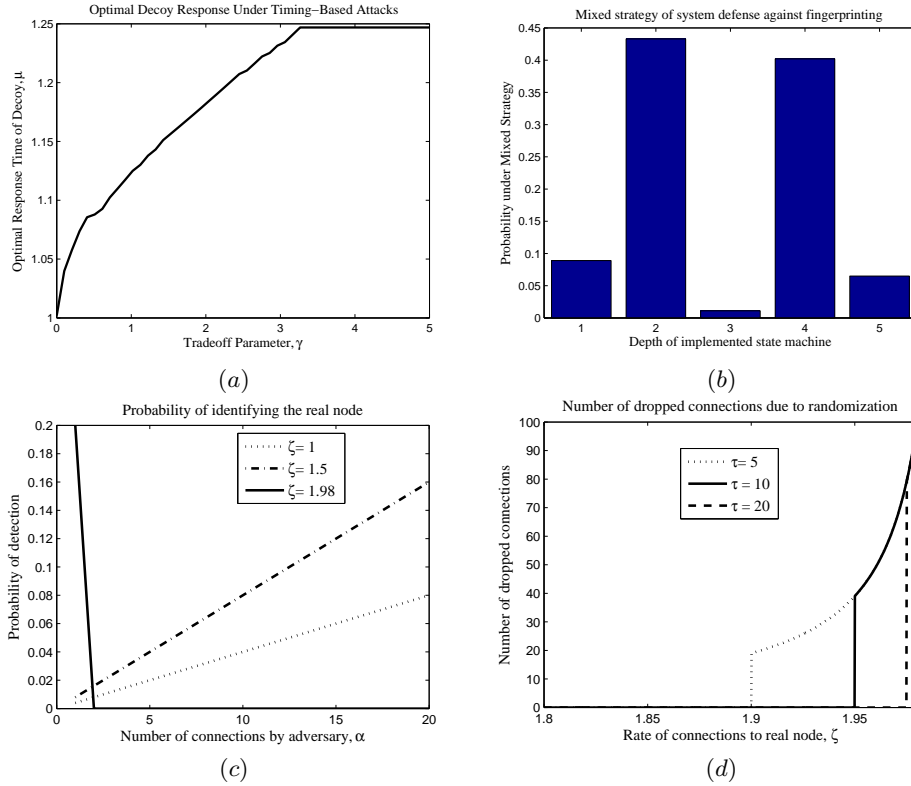 Optimal Decoy Response Under Timing−Based Attacks
1.25
1.2
1.15
1.1
1.05
1
Optimal Response Time of Decoy, μ
0 1 2 3 4 5
Tradeoff Parameter, γ
(a)
Mixed strategy of system defense against fingerprinting
0.45
0.4
0.35
0.3
0.25
0.2
0.15
0.1
0.05
0
Probability under Mixed Strategy
1 2 3 4 5
Depth of implemented state machine
(b)
Probability of identifying the real node
0.2
0.18
0.16
0.14
0.12
0.1
0.08
0.06
0.04
0.02
0
Probability of detection
ζ= 1
ζ= 1.5
ζ= 1.98
0 5 10 15 20
Number of connections by adversary, α
(c)
Number of dropped connections due to randomization
100
90
80
70
60
50
40
30
20
10
0
Number of dropped connections
τ= 5
τ = 10
τ = 20
1.8 1.85 1.9 1.95
Rate of connections to real node, ζ
(d)